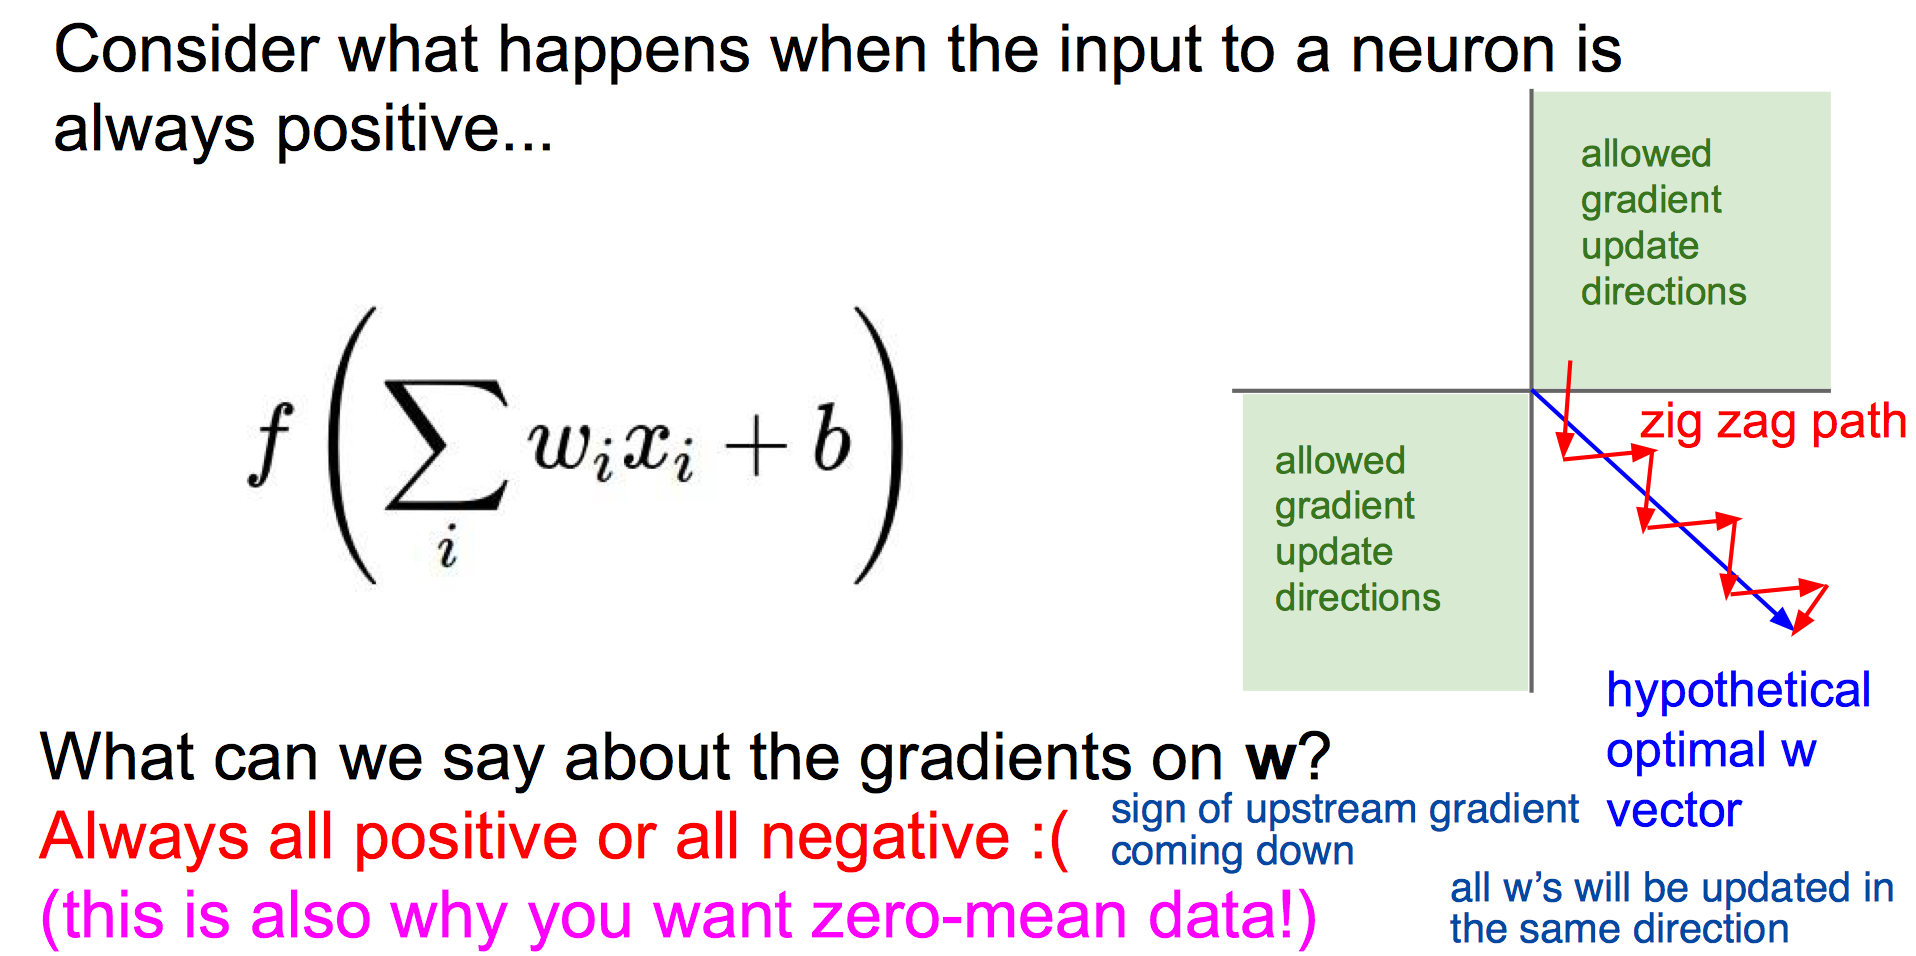 Consider what happens when the input to a neuron is
always positive...
allowed
gradient
update
directions
f(∑_i w_i x_i + b)
zig zag path
allowed
gradient
update
directions
hypothetical
optimal w
vector
What can we say about the gradients on w?
Always all positive or all negative :(
sign of upstream gradient
coming down
(this is also why you want zero-mean data!)
all w’s will be updated in
the same direction